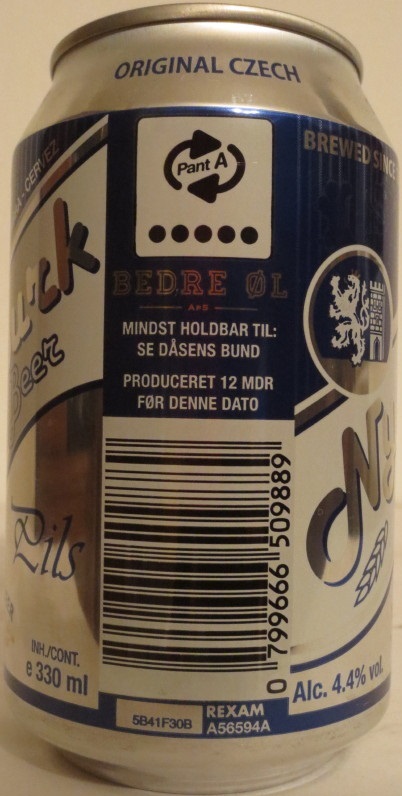 ORIGINAL CZECH
BREWED SINCE
CERVEZ
Pant A
BEDRE ØL
A•S
MINDST HOLDBAR TIL:
SE DÅSENS BUND
PRODUCERET 12 MDR
FØR DENNE DATO
Beer
Pils
INH./CONT.
e 330 ml
0 799666 509889
Alc. 4.4% vol.
5B41F30B
REXAM
A56594A